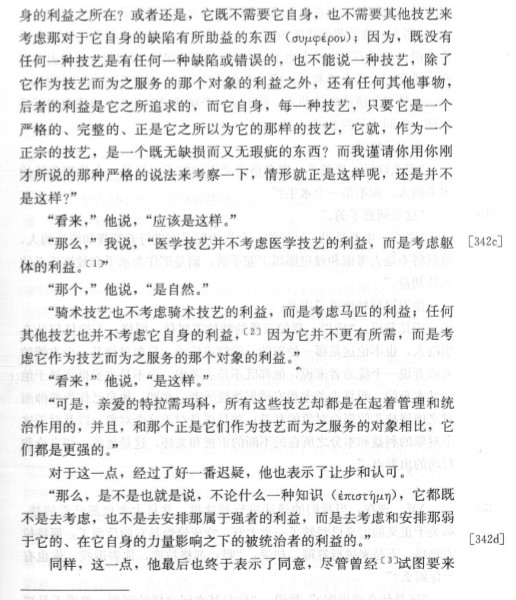 身的利益之所在？或者还是，它既不需要它自身，也不需要其他技艺来
考虑那对于它自身的缺陷有所助益的东西（συμφέρον）；因为，既没有
任何一种技艺是有任何一种缺陷或错误的，也不能说一种技艺，除了
它作为技艺而为之服务的那个对象的利益之外，还有任何其他事物，
后者的利益是它之所追求的，而它自身，每一种技艺，只要它是一个
严格的、完整的、正是它之所以为它的那样的技艺，它就，作为一个
正宗的技艺，是一个既无缺损而又无瑕疵的东西？而我谨请你用你刚
才所说的那种严格的说法来考察一下，情形就正是这样呢，还是并不
是这样？”
“看来，”他说，“应该是这样。”
“那么，”我说，“医学技艺并不考虑医学技艺的利益，而是考虑躯 [342c]
体的利益。〔1〕”
“那个，”他说，“是自然。”
“骑术技艺也不考虑骑术技艺的利益，而是考虑马匹的利益；任何
其他技艺也并不考虑它自身的利益，〔2〕因为它并不更有所需，而是考
虑它作为技艺而为之服务的那个对象的利益。”
“看来，”他说，“是这样。”
“可是，亲爱的特拉需玛科，所有这些技艺却都是在起着管理和统
治作用的，并且，和那个正是它们作为技艺而为之服务的对象相比，它
们都是更强的。”
对于这一点，经过了好一番迟疑，他也表示了让步和认可。
“那么，是不是也就是说，不论什么一种知识（ἐπιστήμη），它都既
不是去考虑，也不是去安排那属于强者的利益，而是去考虑和安排那弱
于它的、在它自身的力量影响之下的被统治者的利益的。” [342d]
同样，这一点，他最后也终于表示了同意，尽管曾经〔3〕试图要来